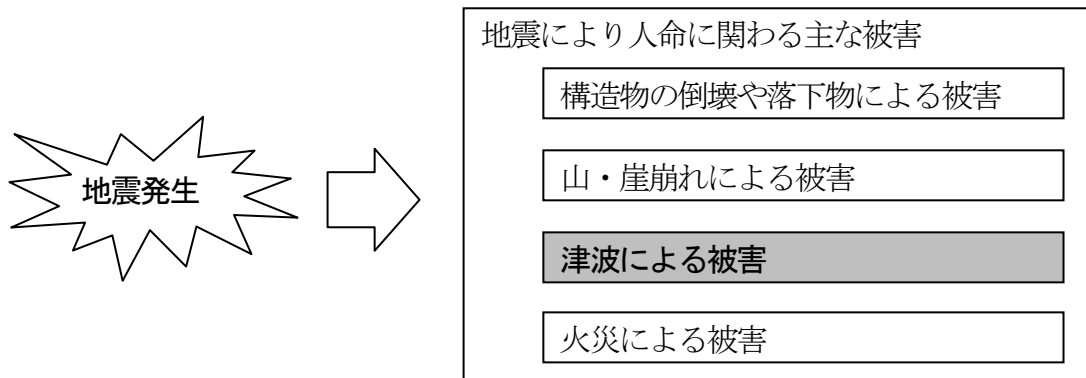 地震により人命に関わる主な被害
構造物の倒壊や落下物による被害
山・崖崩れによる被害
地震発生
津波による被害
火災による被害